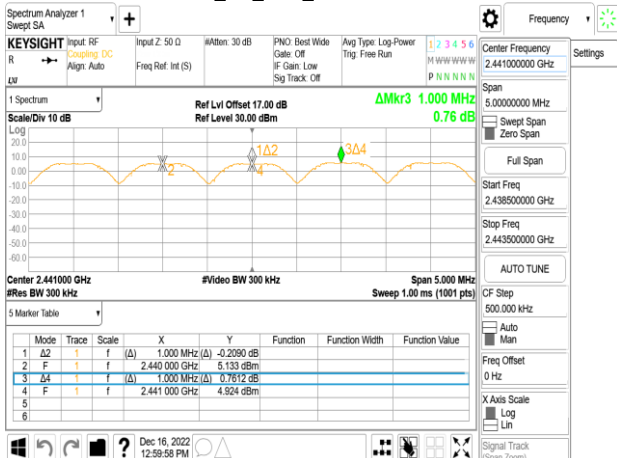 Spectrum Analyzer 1
Swept SA
+
Frequency
KEYSIGHT
R
LXI
Input: RF
Coupling: DC
Align: Auto
Input Z: 50 Ω
Freq Ref: Int (S)
#Atten: 30 dB
PNO: Best Wide
Gate: Off
IF Gain: Low
Sig Track: Off
Avg Type: Log-Power
Trig: Free Run
1 2 3 4 5 6
M W W W W W
P N N N N N
Center Frequency
2.441000000 GHz
Settings
Span
5.00000000 MHz
Swept Span
Zero Span
Full Span
Start Freq
2.438500000 GHz
Stop Freq
2.443500000 GHz
AUTO TUNE
CF Step
500.000 kHz
Auto
Man
Freq Offset
0 Hz
X Axis Scale
Log
Lin
Signal Track
(Span Zoom)
1 Spectrum
Scale/Div 10 dB
Log
Ref Lvl Offset 17.00 dB
Ref Level 30.00 dBm
ΔMkr3 1.000 MHz
0.76 dB
20.0
10.0
0.00
-10.0
-20.0
-30.0
-40.0
-50.0
-60.0
2
1Δ2
4
3Δ4
Center 2.441000 GHz
#Res BW 300 kHz
#Video BW 300 kHz
Span 5.000 MHz
Sweep 1.00 ms (1001 pts)
5 Marker Table
Mode Trace Scale X Y Function Function Width Function Value
1 Δ2 1 f (Δ) 1.000 MHz (Δ) -0.2090 dB
2 F 1 f 2.440 000 GHz 5.133 dBm
3 Δ4 1 f (Δ) 1.000 MHz (Δ) 0.7612 dB
4 F 1 f 2.441 000 GHz 4.924 dBm
5
6
?
Dec 16, 2022
12:59:58 PM